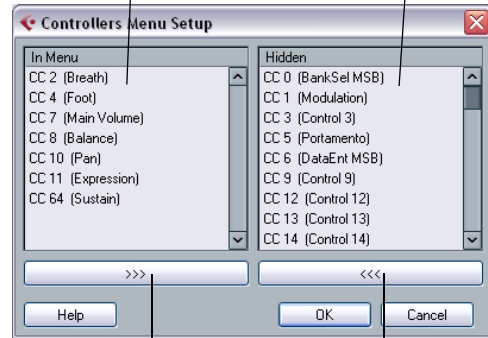 Controllers Menu Setup
In Menu
CC 2 (Breath)
CC 4 (Foot)
CC 7 (Main Volume)
CC 8 (Balance)
CC 10 (Pan)
CC 11 (Expression)
CC 64 (Sustain)
>>>
Hidden
CC 0 (BankSel MSB)
CC 1 (Modulation)
CC 3 (Control 3)
CC 5 (Portamento)
CC 6 (DataEnt MSB)
CC 9 (Control 9)
CC 12 (Control 12)
CC 13 (Control 13)
CC 14 (Control 14)
<<<
Help
OK
Cancel